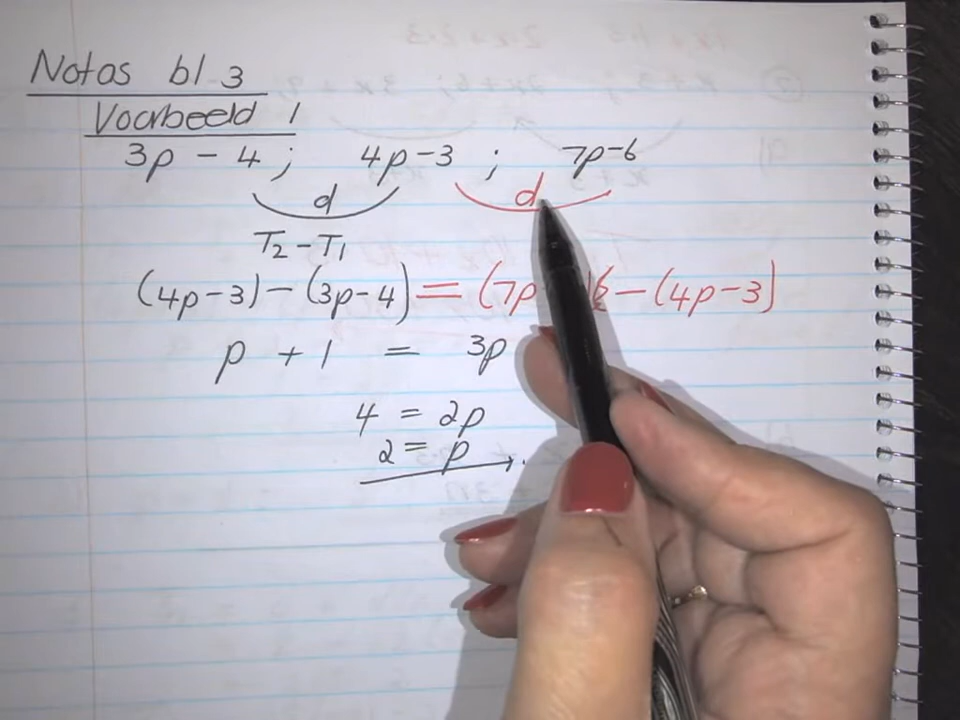 Notas bl 3
Voorbeeld 1
3p - 4 ; 4p - 3 ; 7p - 6
d d
T2 - T1
(4p - 3) - (3p - 4) = (7p 6 - (4p - 3)
p + 1 = 3p
4 = 2p
2 = p